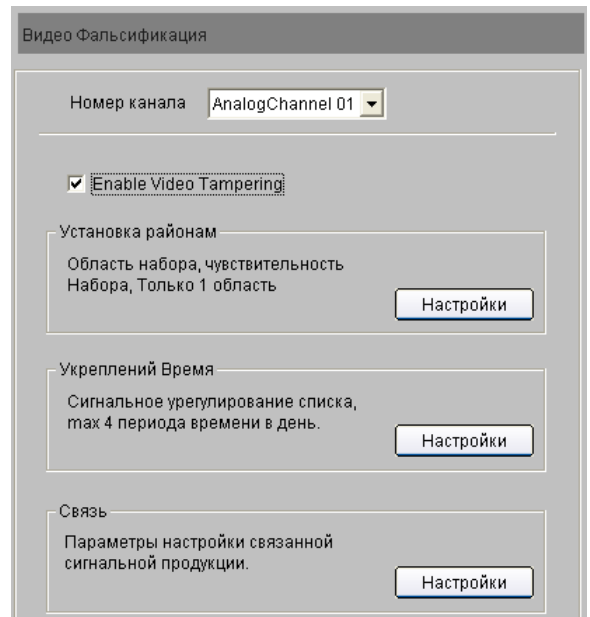 Видео Фальсификация
Номер канала AnalogChannel 01
Enable Video Tampering
Установка районам
Область набора, чувствительность
Набора, Только 1 область
Настройки
Укреплений Время
Сигнальное урегулирование списка,
max 4 периода времени в день.
Настройки
Связь
Параметры настройки связанной
сигнальной продукции.
Настройки